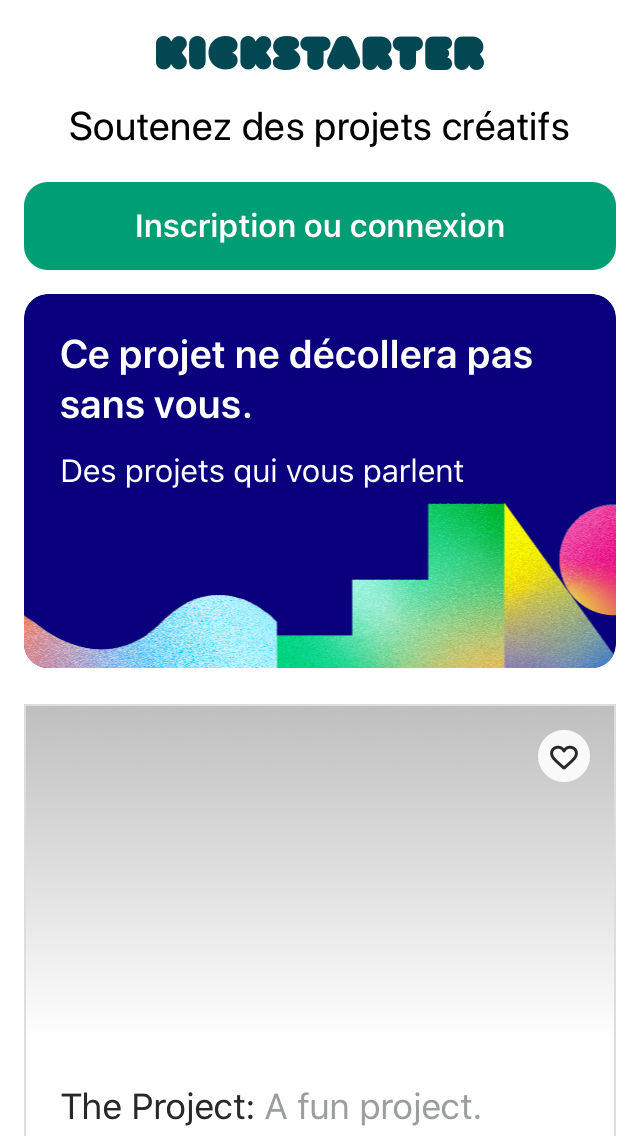 KICKSTARTER
Soutenez des projets créatifs
Inscription ou connexion
Ce projet ne décollera pas
sans vous.
Des projets qui vous parlent
The Project: A fun project.